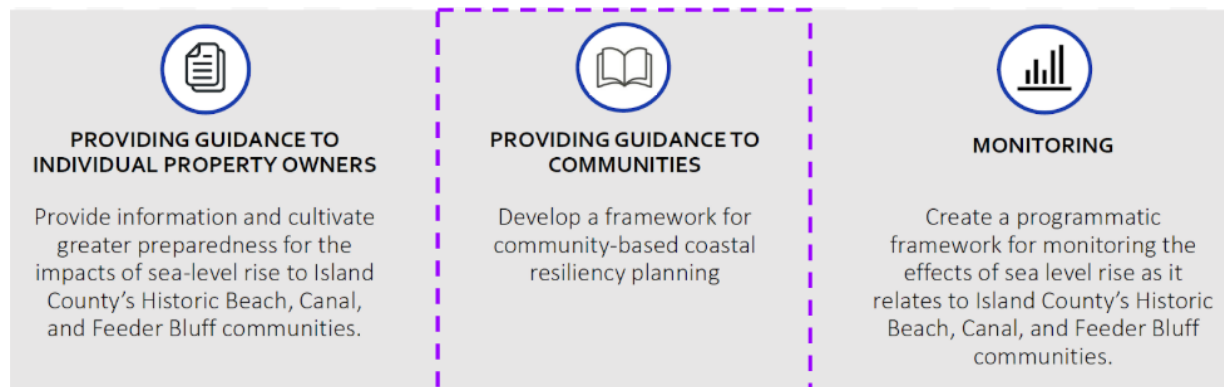 PROVIDING GUIDANCE TO
INDIVIDUAL PROPERTY OWNERS
Provide information and cultivate
greater preparedness for the
impacts of sea-level rise to Island
County's Historic Beach, Canal,
and Feeder Bluff communities.
PROVIDING GUIDANCE TO
COMMUNITIES
Develop a framework for
community-based coastal
resiliency planning
MONITORING
Create a programmatic
framework for monitoring the
effects of sea level rise as it
relates to Island County's Historic
Beach, Canal, and Feeder Bluff
communities.